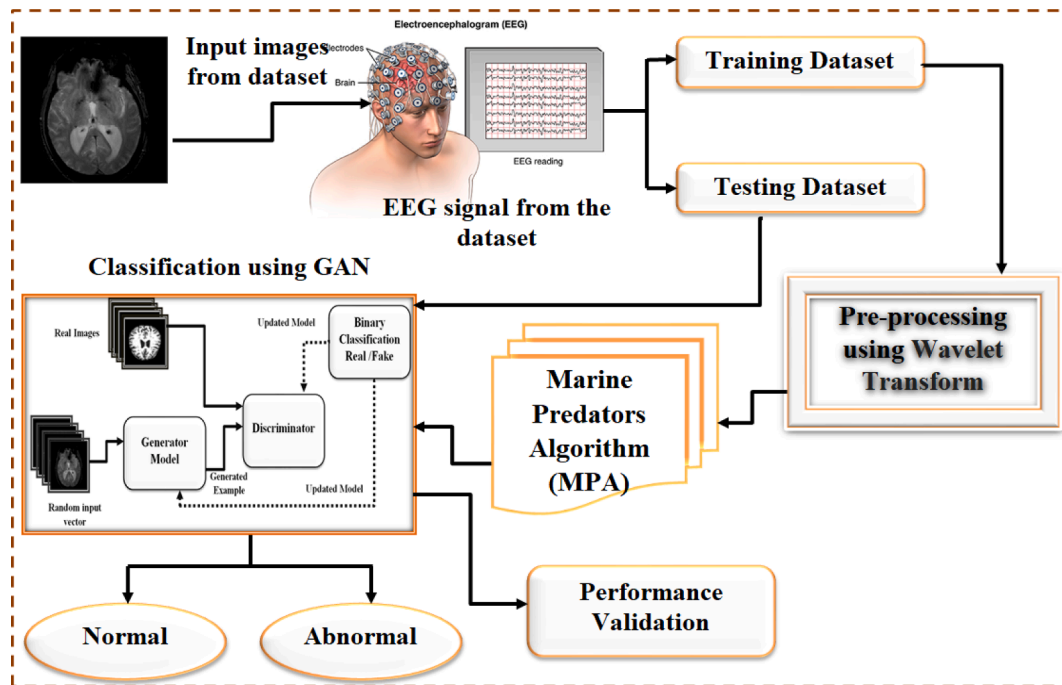 Electroencephalogram (EEG)
Input images
from dataset
Electrodes
Brain
EEG reading
EEG signal from the
dataset
Training Dataset
Testing Dataset
Pre-processing
using Wavelet
Transform
Marine
Predators
Algorithm
(MPA)
Classification using GAN
Real Images
Updated Model
Binary
Classification
Real /Fake
Discriminator
Generator
Model
Generated
Example
Updated Model
Random input
vector
Normal
Abnormal
Performance
Validation